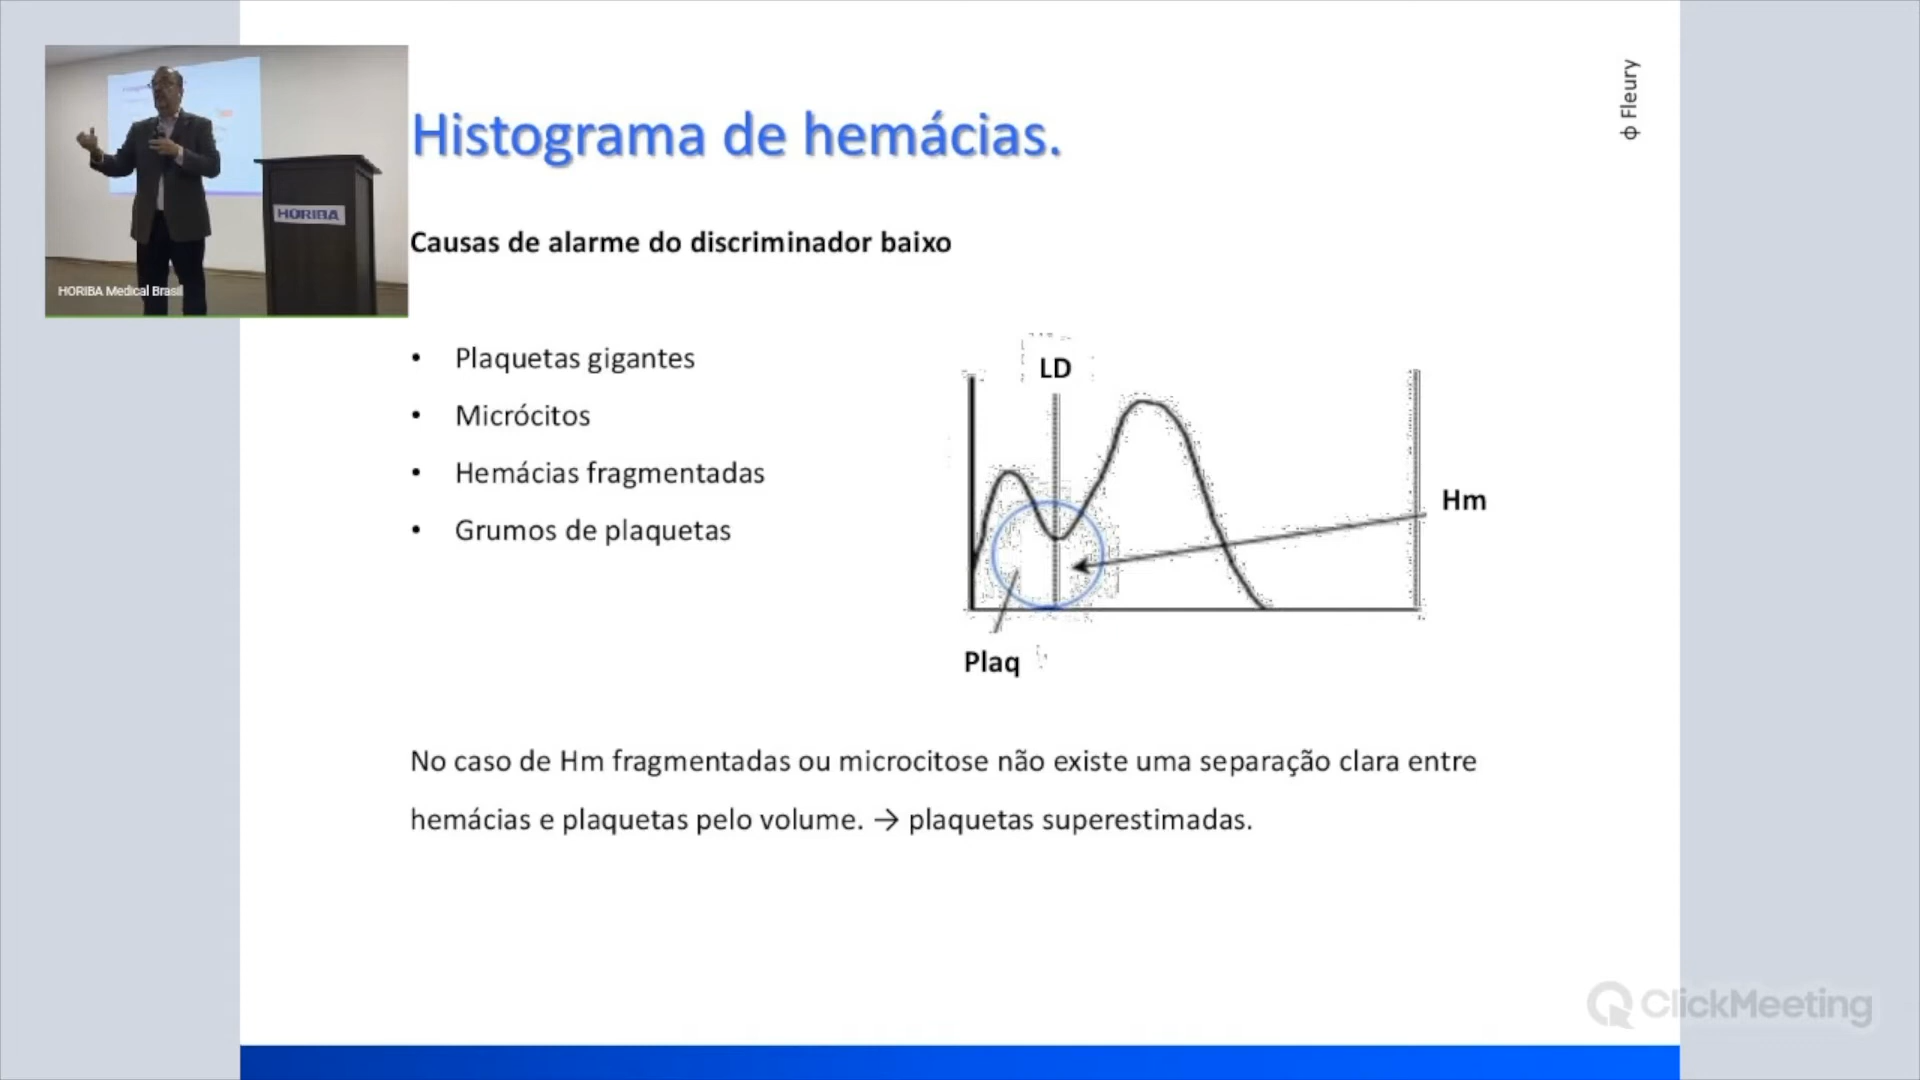 ф Fleury
HORIBA
HORIBA Medical Brasil
Histograma de hemácias.
Causas de alarme do discriminador baixo
• Plaquetas gigantes
• Micrócitos
• Hemácias fragmentadas
• Grumos de plaquetas
LD
Hm
Plaq
No caso de Hm fragmentadas ou microcitose não existe uma separação clara entre
hemácias e plaquetas pelo volume. → plaquetas superestimadas.
ClickMeeting